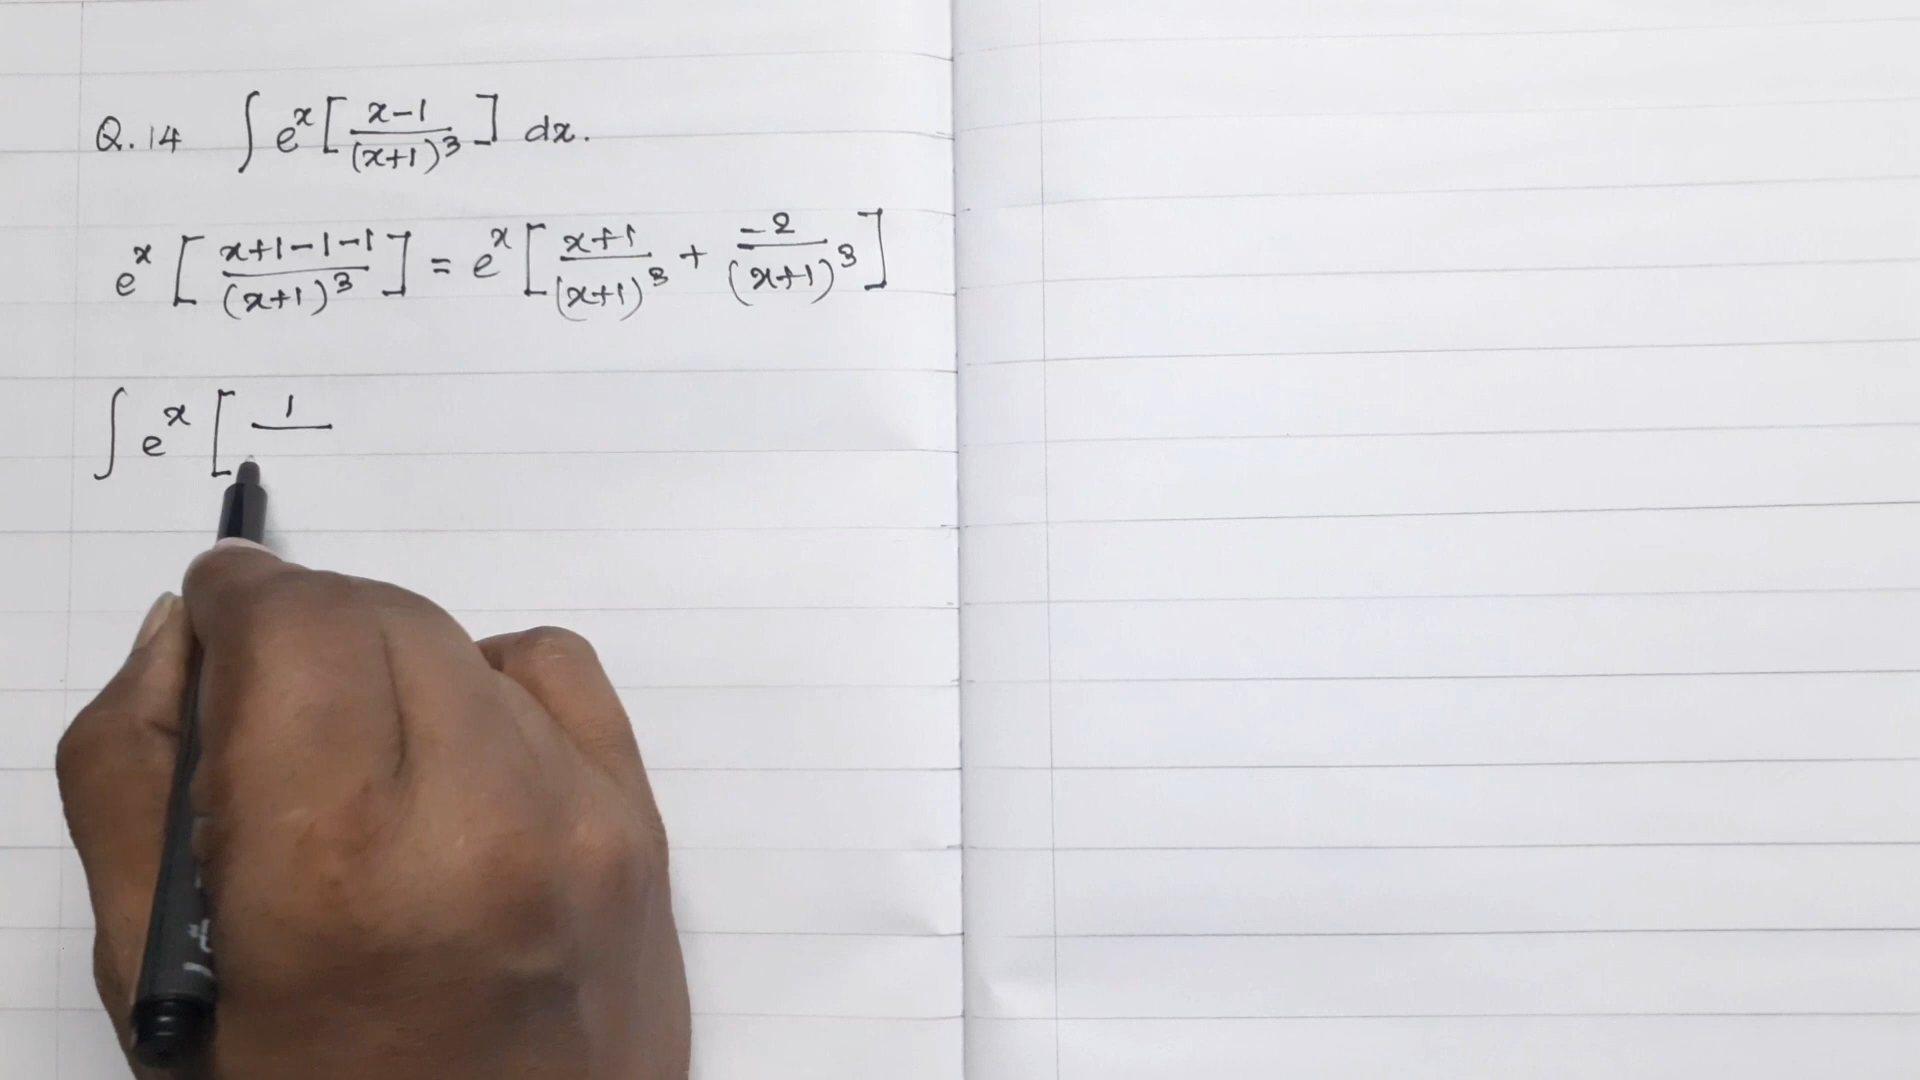 Q. 14 ∫ e^x [ (x-1)/(x+1)^3 ] dx.
e^x [ (x+1-1-1)/(x+1)^3 ] = e^x [ (x+1)/(x+1)^3 + (-2)/(x+1)^3 ]
∫ e^x [ 1/